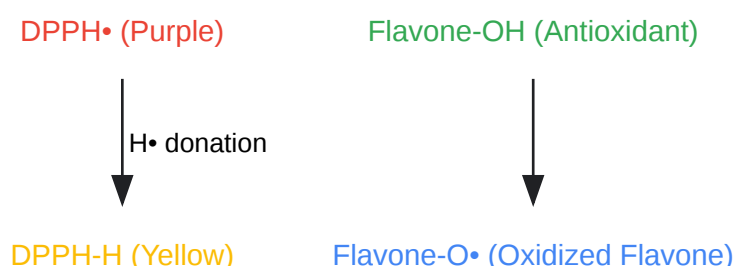 DPPH• (Purple)
Flavone-OH (Antioxidant)
H• donation
DPPH-H (Yellow)
Flavone-O• (Oxidized Flavone)